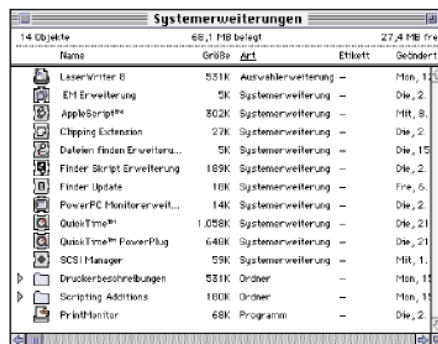 Systemerweiterungen
14 Objekte 68,1 MB belegt 27,4 MB fre
Name Größe Art Etikett Geändert
LaserWriter 8 531K Auswahlerweiterung – Mon, 1
EM Erweiterung 5K Systemerweiterung – Die, 2.
AppleScript™ 302K Systemerweiterung – Mit, 8.
Clipping Extension 27K Systemerweiterung – Die, 2.
Dateien finden Erweiteru... 5K Systemerweiterung – Die, 15
Finder Skript Erweiterung 189K Systemerweiterung – Die, 2.
Finder Update 18K Systemerweiterung – Fre, 6.
PowerPC Monitorerweit... 14K Systemerweiterung – Die, 2.
QuickTime™ 1.058K Systemerweiterung – Die, 21
QuickTime™ PowerPlug 648K Systemerweiterung – Die, 21
SCSI Manager 59K Systemerweiterung – Mit, 1.
Druckerbeschreibungen 531K Ordner – Mon, 1
Scripting Additions 180K Ordner – Mon, 1
PrintMonitor 68K Programm – Die, 2.